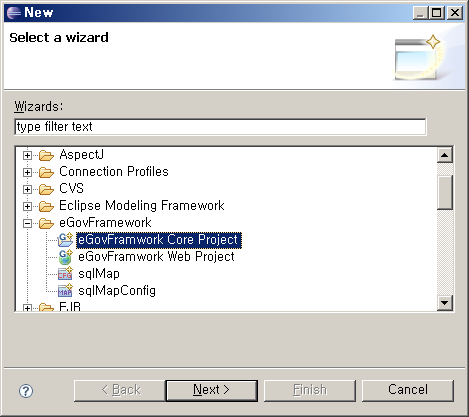 New
Select a wizard
Wizards:
type filter text
AspectJ
Connection Profiles
CVS
Eclipse Modeling Framework
eGovFramework
eGovFramwork Core Project
eGovFramwork Web Project
sqlMap
sqlMapConfig
EJB
< Back Next > Finish Cancel